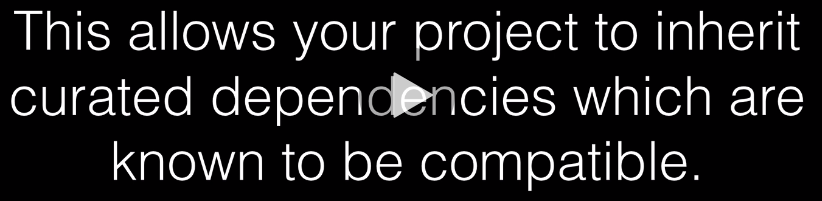 This allows your project to inherit
curated dependencies which are
known to be compatible.